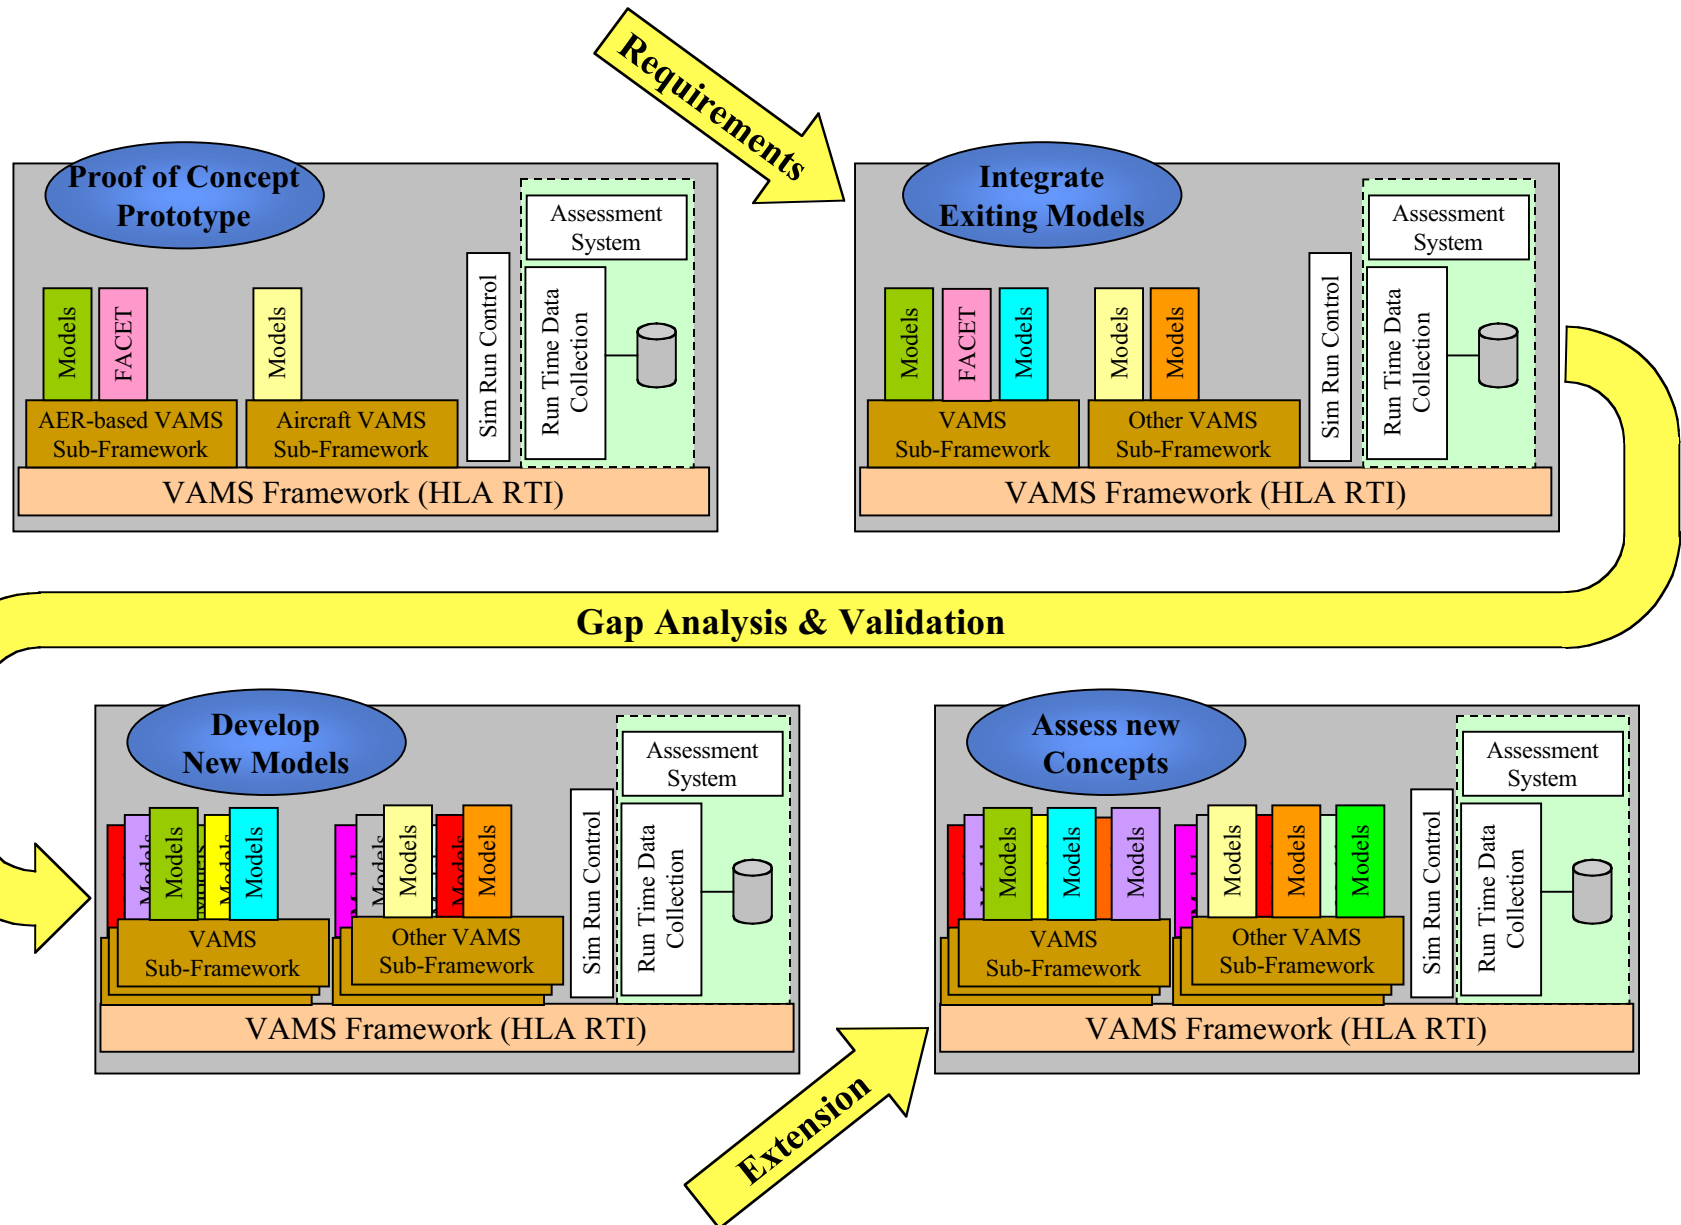 Requirements
Proof of Concept
Prototype
Assessment
System
Models
FACET
Models
Sim Run Control
Run Time Data
Collection
AER-based VAMS
Sub-Framework
Aircraft VAMS
Sub-Framework
VAMS Framework (HLA RTI)
Integrate
Exiting Models
Assessment
System
Models
FACET
Models
Models
Models
Sim Run Control
Run Time Data
Collection
VAMS
Sub-Framework
Other VAMS
Sub-Framework
VAMS Framework (HLA RTI)
Gap Analysis & Validation
Develop
New Models
Assessment
System
Models
Models
Models
Models
Models
Models
Models
Models
Sim Run Control
Run Time Data
Collection
VAMS
Sub-Framework
Other VAMS
Sub-Framework
VAMS Framework (HLA RTI)
Assess new
Concepts
Assessment
System
Models
Models
Models
Models
Models
Models
Sim Run Control
Run Time Data
Collection
VAMS
Sub-Framework
Other VAMS
Sub-Framework
VAMS Framework (HLA RTI)
Extension